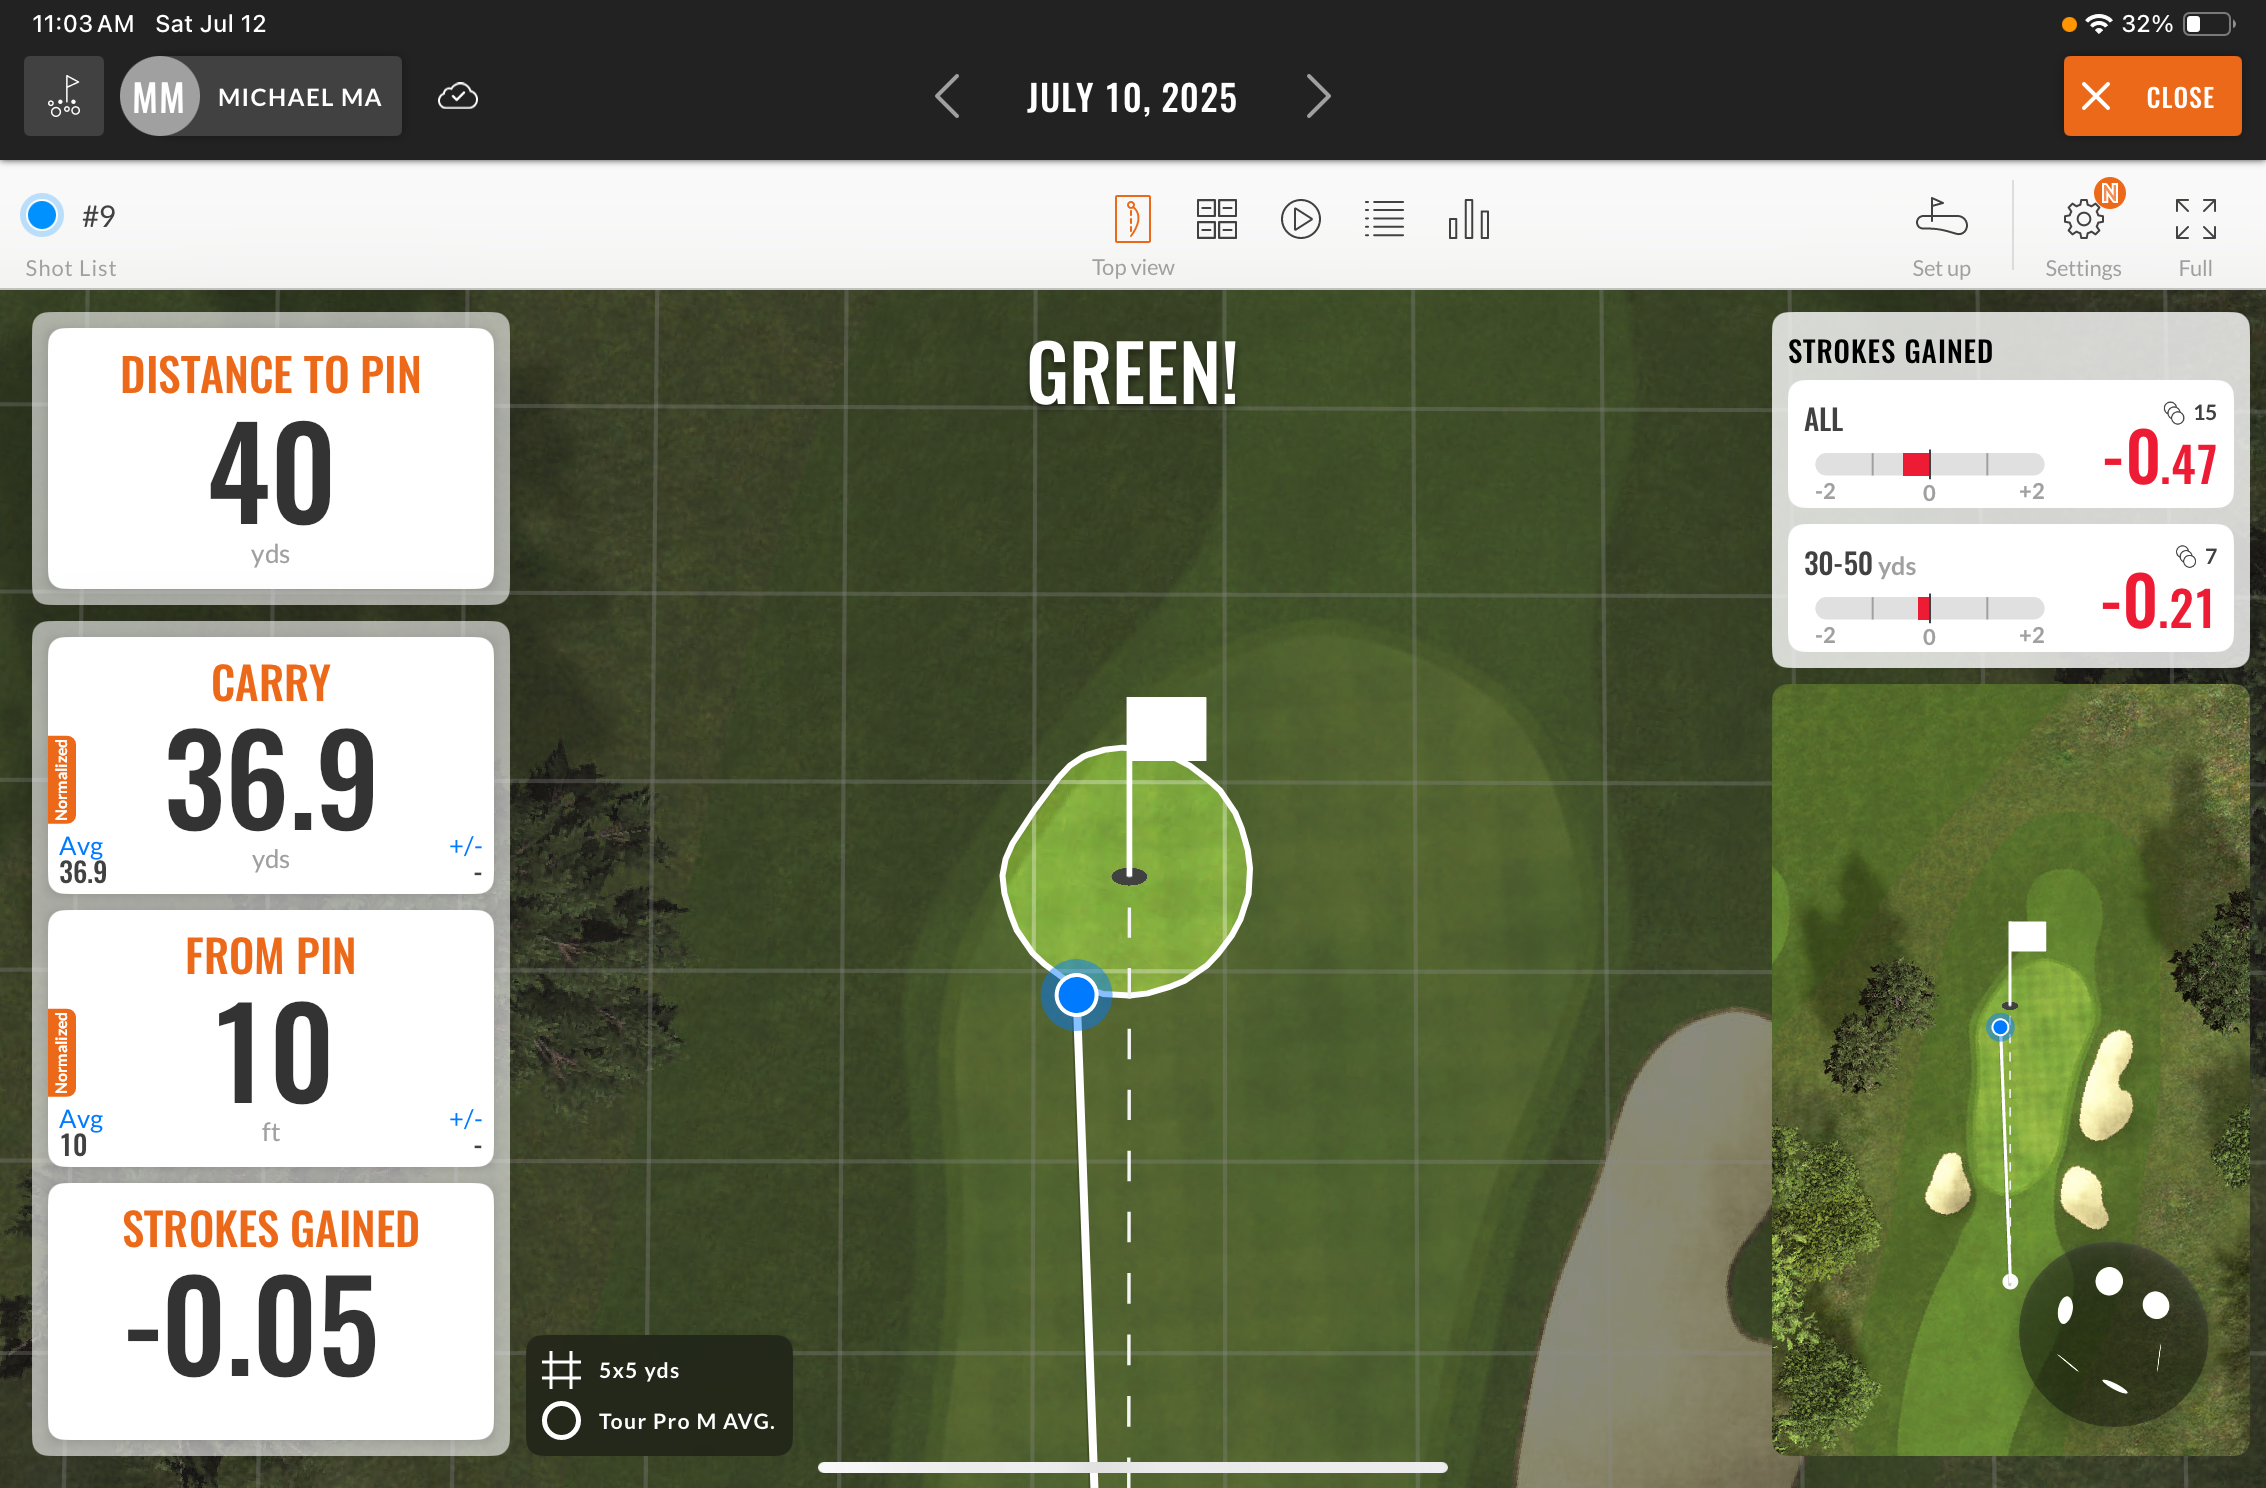 11:03 AM Sat Jul 12
32%
MM MICHAEL MA
JULY 10, 2025
CLOSE
#9
Shot List
Top view
N
Set up
Settings
Full
DISTANCE TO PIN
40
yds
CARRY
36.9
yds
Normalized
Avg
36.9
+/-
-
FROM PIN
10
ft
Normalized
Avg
10
+/-
-
STROKES GAINED
-0.05
GREEN!
5x5 yds
Tour Pro M AVG.
STROKES GAINED
ALL
15
-0.47
-2 0 +2
30-50 yds
7
-0.21
-2 0 +2